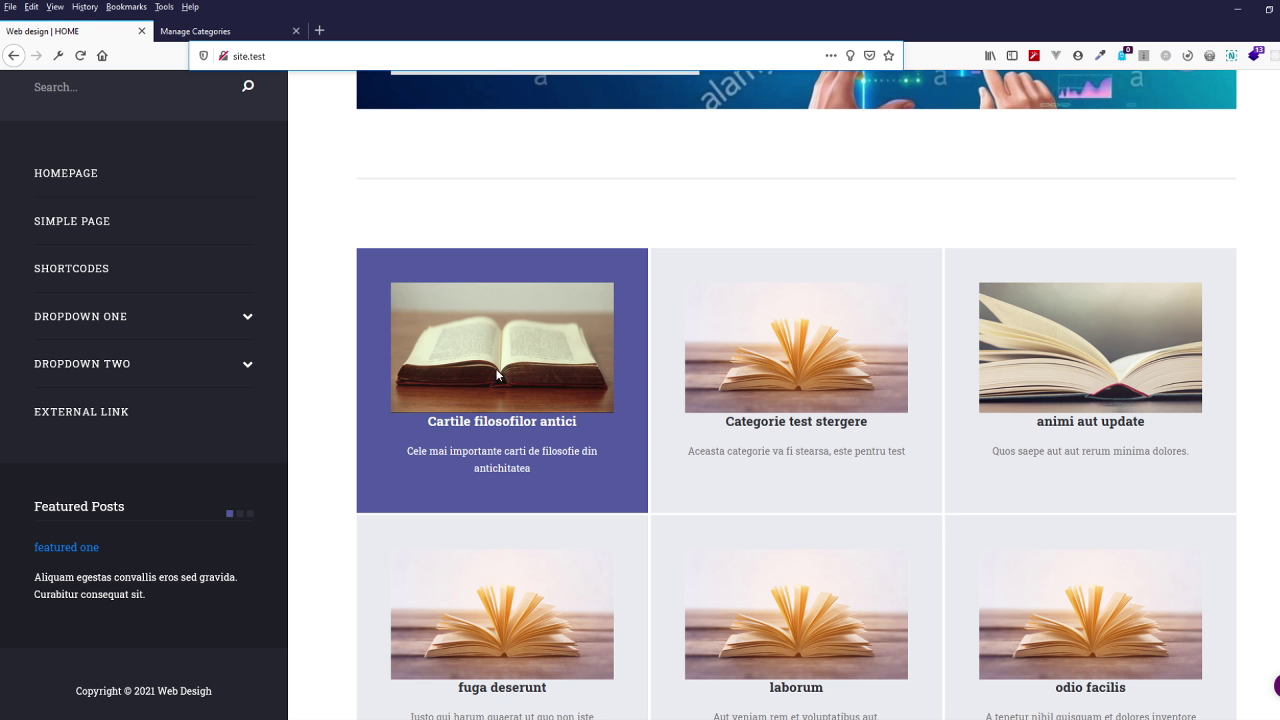 File Edit View History Bookmarks Tools Help
Web design | HOME
Manage Categories
site.test
0
13
Search...
alamy
a
a
HOMEPAGE
SIMPLE PAGE
SHORTCODES
DROPDOWN ONE
DROPDOWN TWO
EXTERNAL LINK
Featured Posts
featured one
Aliquam egestas convallis eros sed gravida.
Curabitur consequat sit.
Copyright © 2021 Web Desigh
Cartile filosofilor antici
Cele mai importante carti de filosofie din
antichitatea
Categorie test stergere
Aceasta categorie va fi stearsa, este pentru test
animi aut update
Quos saepe aut aut rerum minima dolores.
fuga deserunt
Iusto qui harum quaerat ut quo non iste
laborum
Aut veniam rem et voluptatibus aut
odio facilis
A tenetur nihil quisquam et dolores inventore